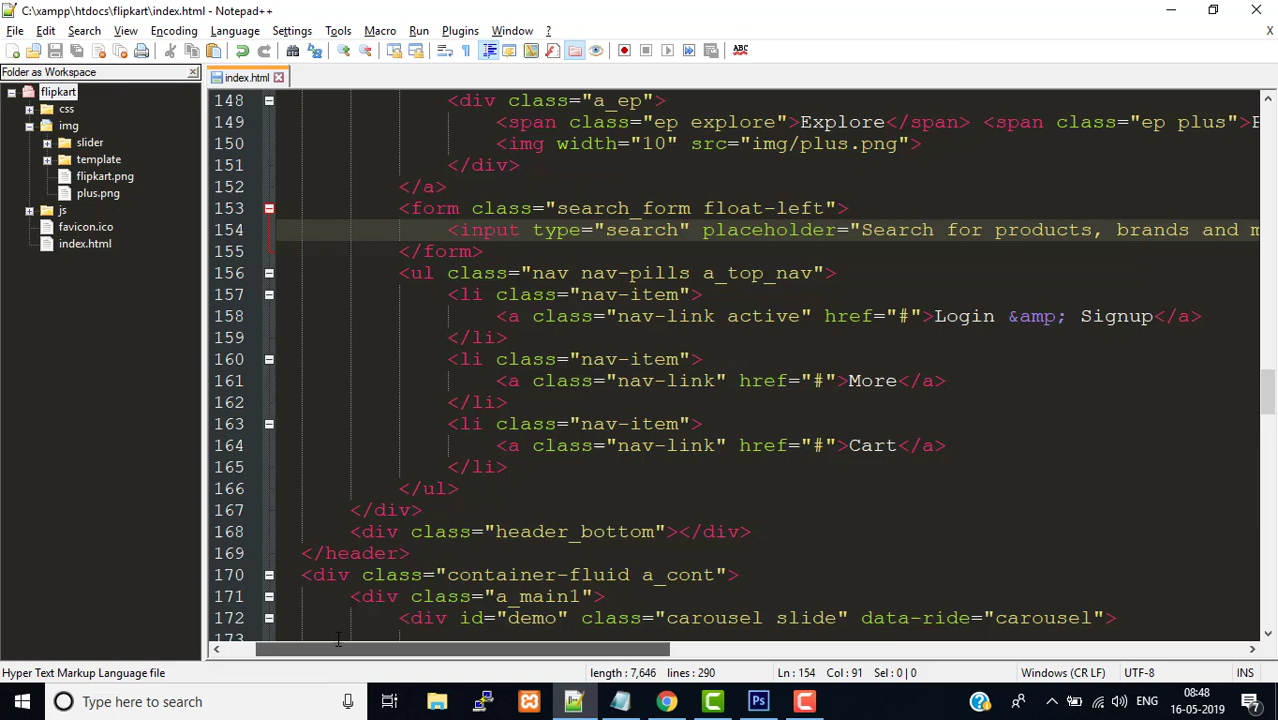 C:\xampp\htdocs\flipkart\index.html - Notepad++
File Edit Search View Encoding Language Settings Tools Macro Run Plugins Window ? X
ABC
Folder as Workspace
index.html
flipkart
css
img
slider
template
flipkart.png
plus.png
js
favicon.ico
index.html
148 <div class="a_ep">
149 <span class="ep explore">Explore</span> <span class="ep plus">
150 <img width="10" src="img/plus.png">
151 </div>
152 </a>
153 <form class="search_form float-left">
154 <input type="search" placeholder="Search for products, brands and m
155 </form>
156 <ul class="nav nav-pills a_top_nav">
157 <li class="nav-item">
158 <a class="nav-link active" href="#">Login &amp; Signup</a>
159 </li>
160 <li class="nav-item">
161 <a class="nav-link" href="#">More</a>
162 </li>
163 <li class="nav-item">
164 <a class="nav-link" href="#">Cart</a>
165 </li>
166 </ul>
167 </div>
168 <div class="header_bottom"></div>
169 </header>
170 <div class="container-fluid a_cont">
171 <div class="a_main1">
172 <div id="demo" class="carousel slide" data-ride="carousel">
173
Hyper Text Markup Language file length : 7,646 lines : 290 Ln : 154 Col : 91 Sel : 0 | 0 Windows (CR LF) UTF-8 INS
Type here to search
Ps
ENG
08:48
16-05-2019
7